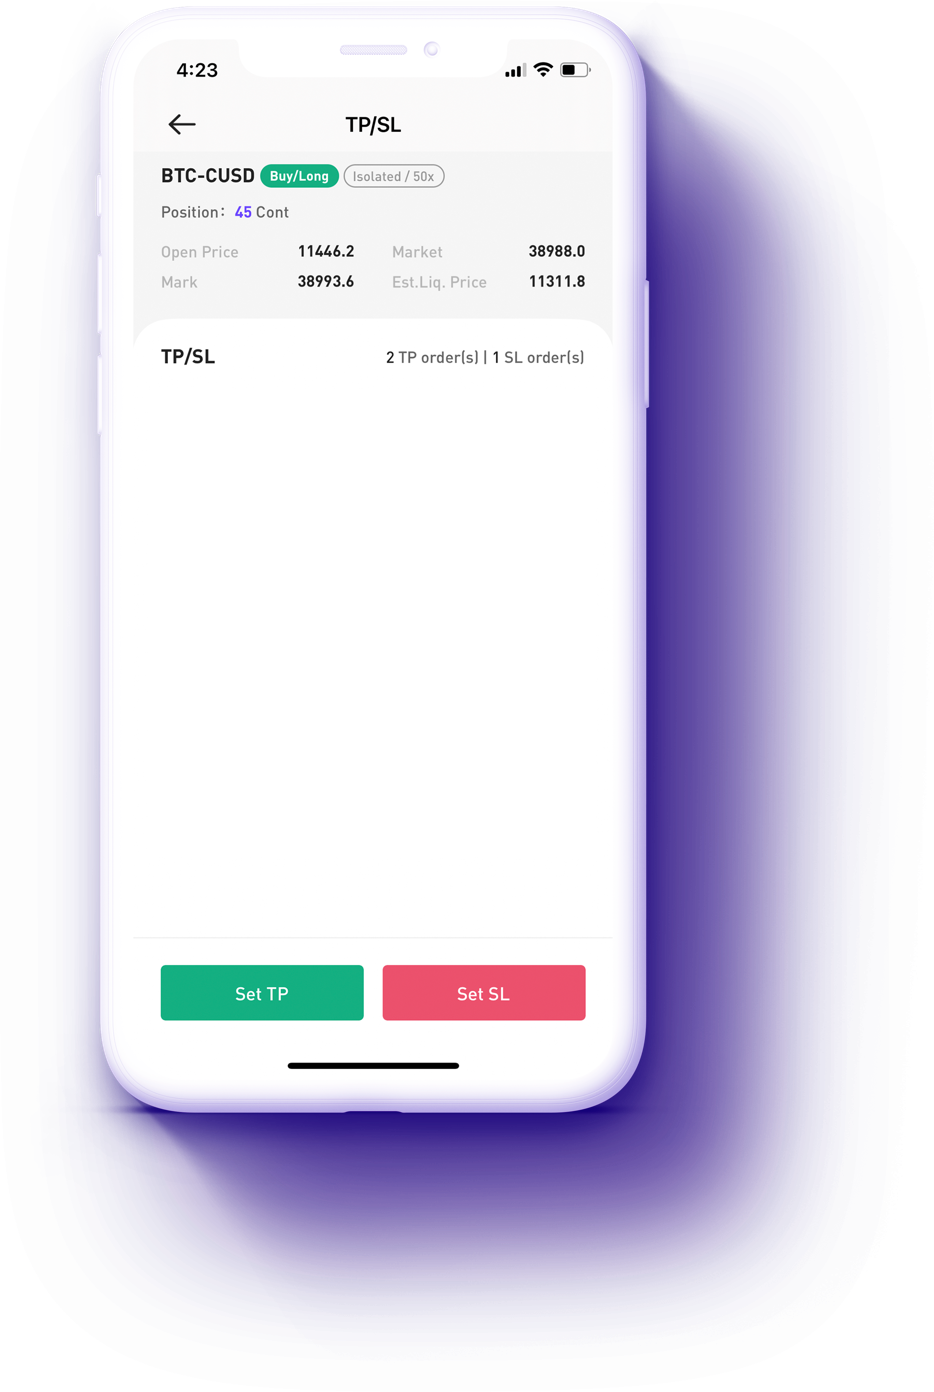 4:23
TP/SL
BTC-CUSD Buy/Long Isolated / 50x
Position: 45 Cont
Open Price 11446.2 Market 38988.0
Mark 38993.6 Est.Liq. Price 11311.8
TP/SL 2 TP order(s) | 1 SL order(s)
Set TP Set SL